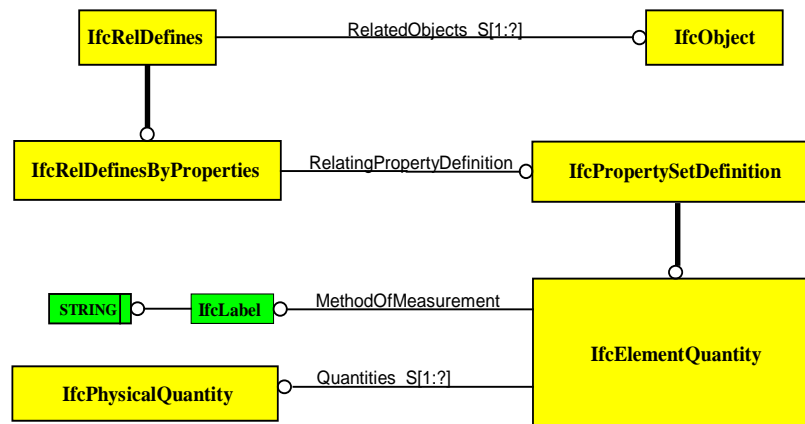 IfcRelDefines
RelatedObjects S[1:?]
IfcObject
IfcRelDefinesByProperties
RelatingPropertyDefinition
IfcPropertySetDefinition
STRING
IfcLabel
MethodOfMeasurement
IfcElementQuantity
IfcPhysicalQuantity
Quantities S[1:?]